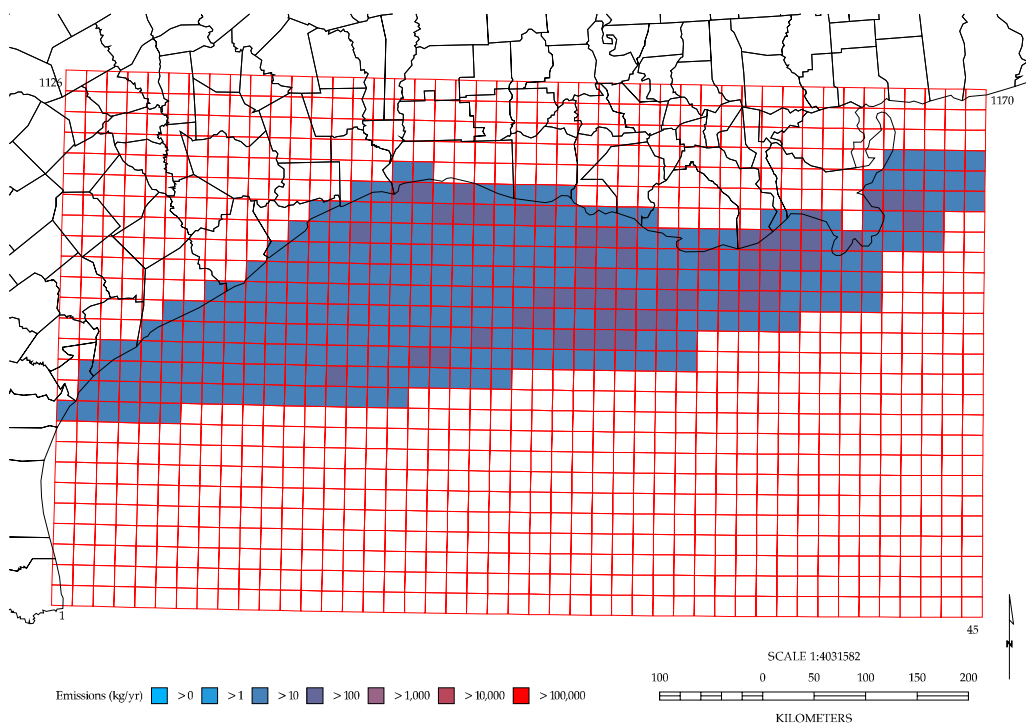 1126
1170
1
45
N
SCALE 1:4031582
Emissions (kg/yr) > 0 > 1 > 10 > 100 > 1,000 > 10,000 > 100,000
100 0 50 100 150 200
KILOMETERS